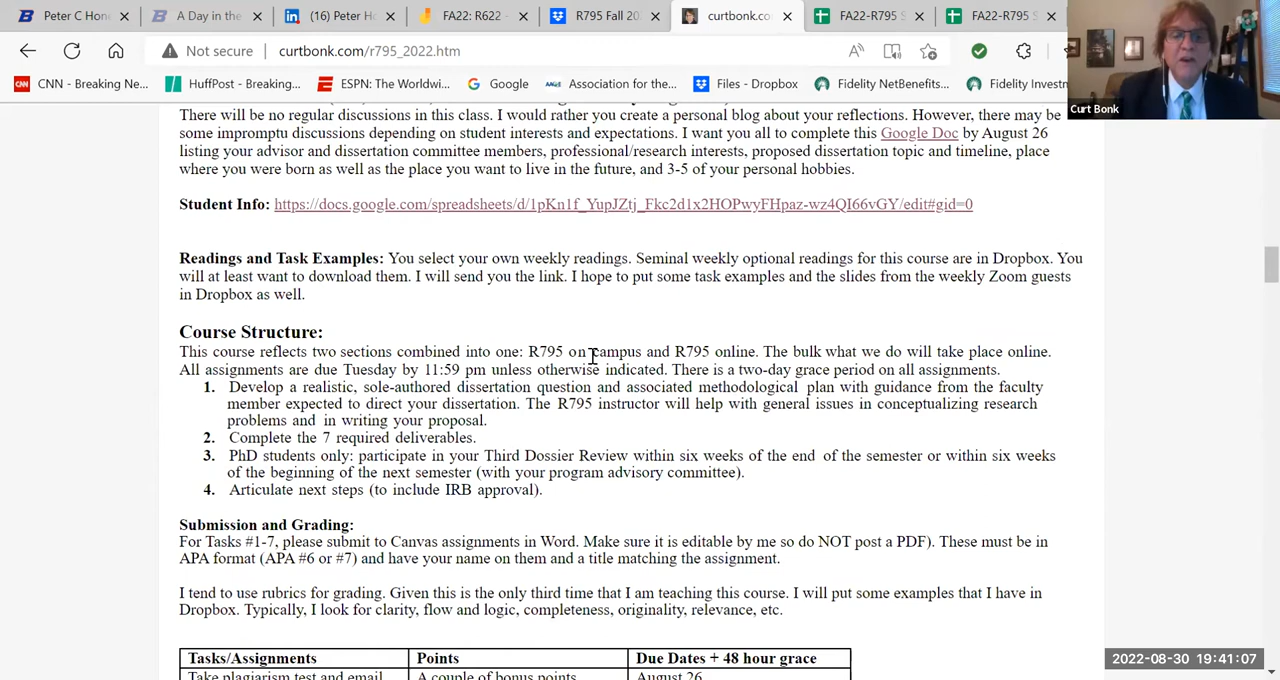 Peter C Hon
A Day in the
(16) Peter H
FA22: R622 -
R795 Fall 20
curtbonk.co
FA22-R795 S
FA22-R795 S
Not secure
curtbonk.com/r795_2022.htm
CNN - Breaking Ne...
HuffPost - Breaking...
ESPN: The Worldwi...
Google
Association for the...
Files - Dropbox
Fidelity NetBenefits...
Fidelity Invest
Curt Bonk
There will be no regular discussions in this class. I would rather you create a personal blog about your reflections. However, there may be
some impromptu discussions depending on student interests and expectations. I want you all to complete this Google Doc by August 26
listing your advisor and dissertation committee members, professional/research interests, proposed dissertation topic and timeline, place
where you were born as well as the place you want to live in the future, and 3-5 of your personal hobbies.
Student Info: https://docs.google.com/spreadsheets/d/1pKn1f_YupJZtj_Fkc2d1x2HOPwyFHpaz-wz4QI66vGY/edit#gid=0
Readings and Task Examples: You select your own weekly readings. Seminal weekly optional readings for this course are in Dropbox. You
will at least want to download them. I will send you the link. I hope to put some task examples and the slides from the weekly Zoom guests
in Dropbox as well.
Course Structure:
This course reflects two sections combined into one: R795 on campus and R795 online. The bulk what we do will take place online.
All assignments are due Tuesday by 11:59 pm unless otherwise indicated. There is a two-day grace period on all assignments.
1. Develop a realistic, sole-authored dissertation question and associated methodological plan with guidance from the faculty
member expected to direct your dissertation. The R795 instructor will help with general issues in conceptualizing research
problems and in writing your proposal.
2. Complete the 7 required deliverables.
3. PhD students only: participate in your Third Dossier Review within six weeks of the end of the semester or within six weeks
of the beginning of the next semester (with your program advisory committee).
4. Articulate next steps (to include IRB approval).
Submission and Grading:
For Tasks #1-7, please submit to Canvas assignments in Word. Make sure it is editable by me so do NOT post a PDF). These must be in
APA format (APA #6 or #7) and have your name on them and a title matching the assignment.
I tend to use rubrics for grading. Given this is the only third time that I am teaching this course. I will put some examples that I have in
Dropbox. Typically, I look for clarity, flow and logic, completeness, originality, relevance, etc.
Tasks/Assignments Points Due Dates + 48 hour grace
Take plagiarism test and email A couple of bonus points August 26
2022-08-30 19:41:07